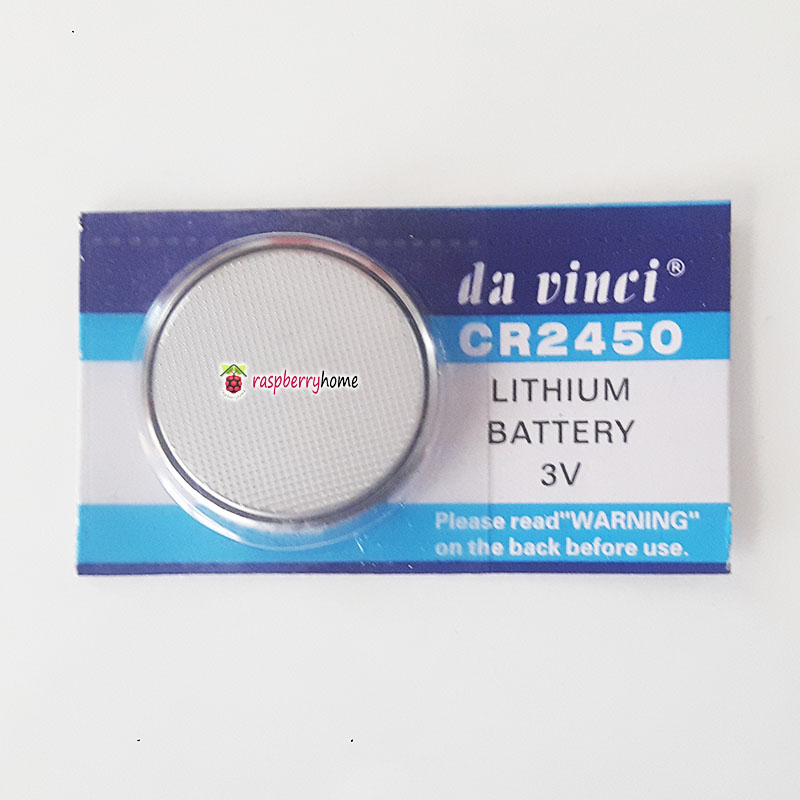 da vinci®
CR2450
LITHIUM
BATTERY
3V
Please read"WARNING"
on the back before use.
raspberryhome